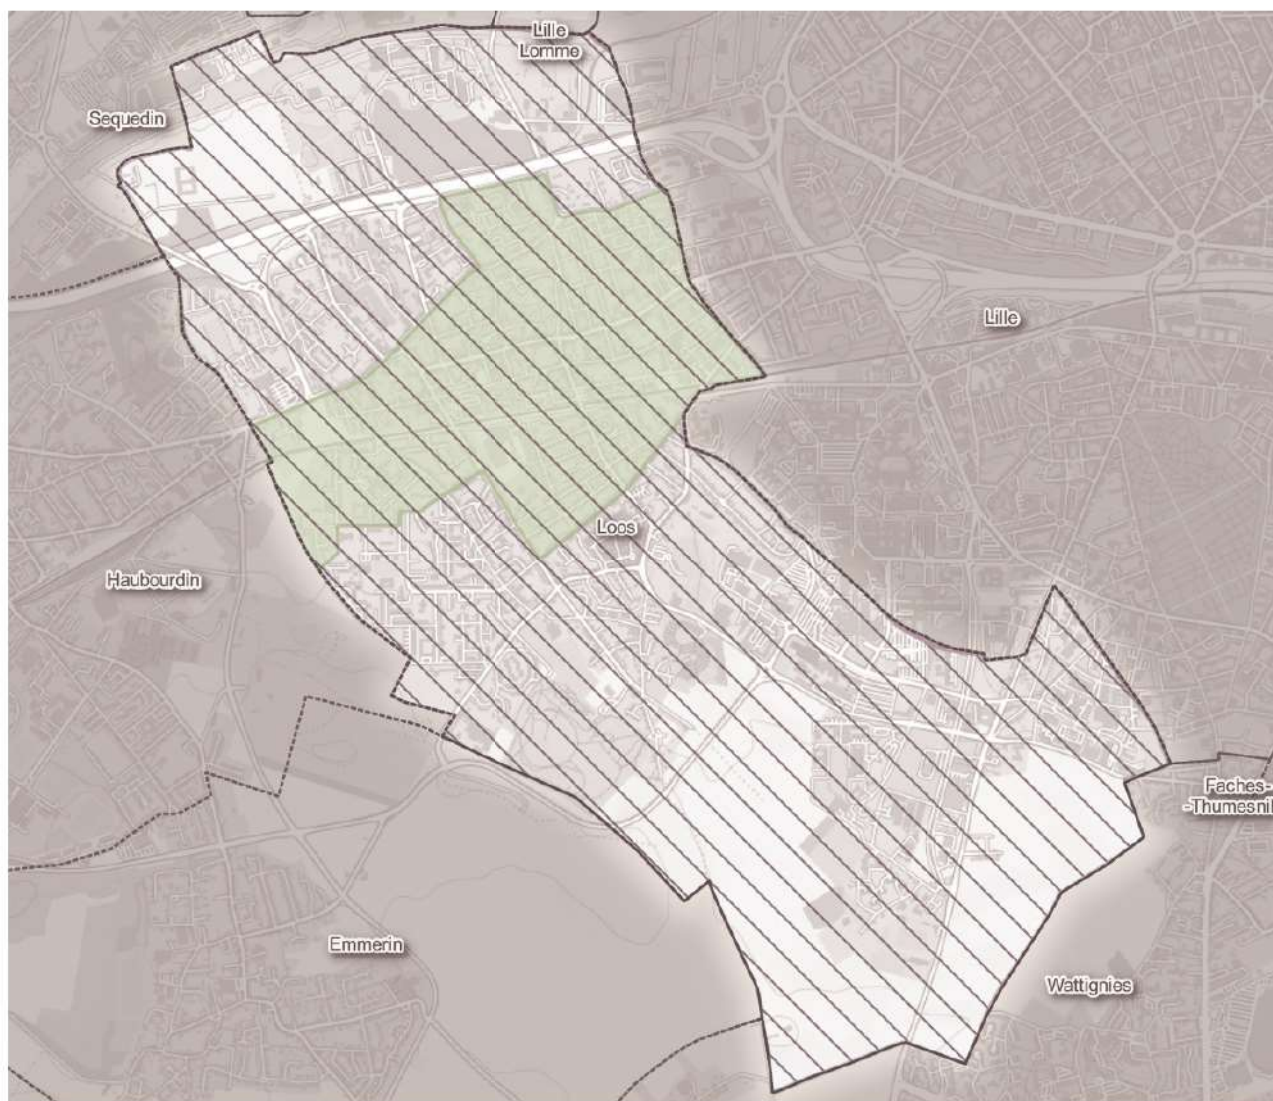 Lille
Lomme
Sequedin
Lille
Loos
Haubourdin
Faches-
-Thumesnil
Emmerin
Wattignies